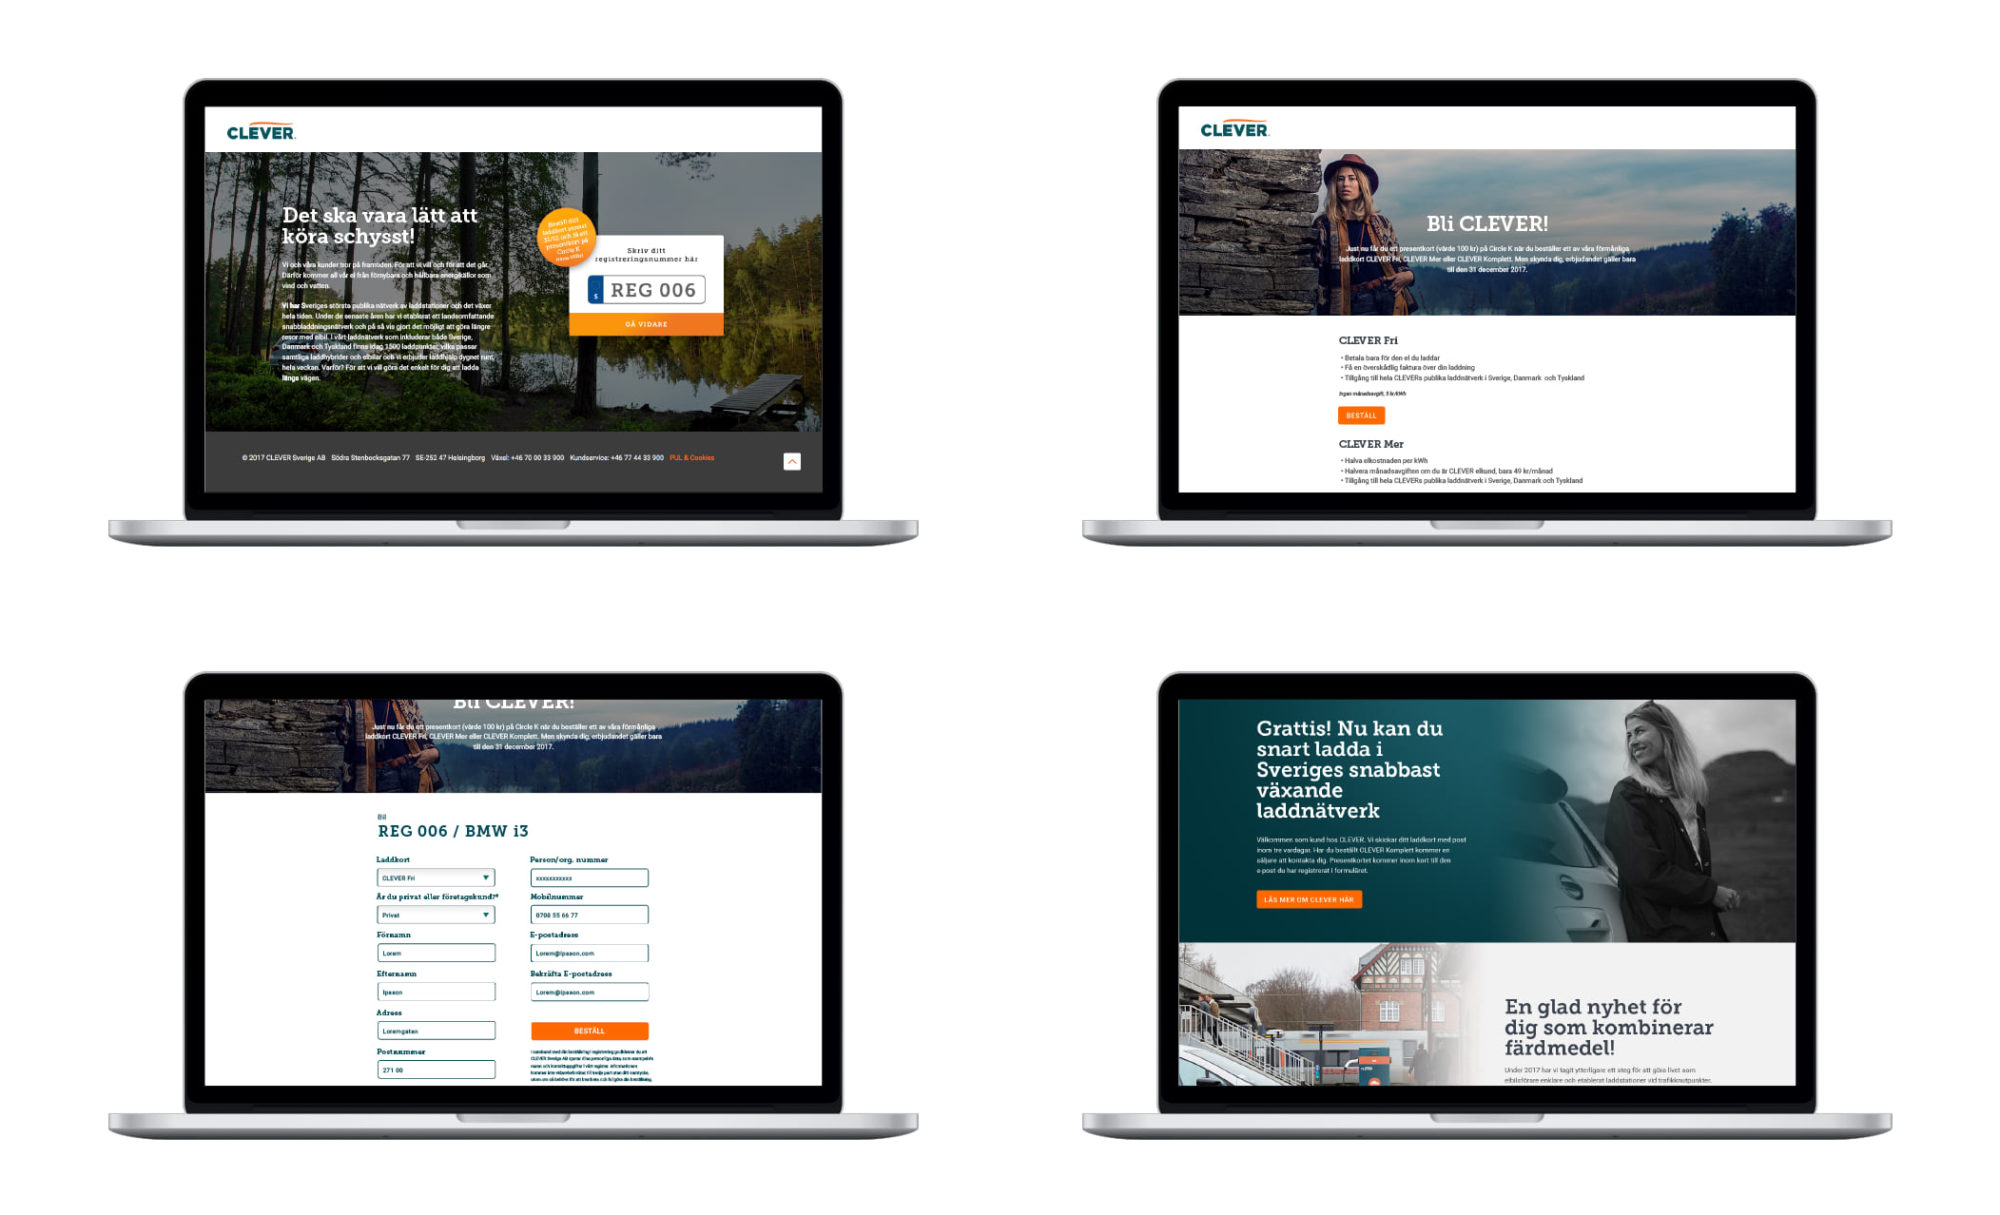 CLEVER
Det ska vara lätt att
köra schysst!
Vi och våra kunder tror på framtiden. För att vi vill och för att det går.
Därför kommer all vår el från förnybara och hållbara energikällor som
vind och vatten.
Vi har Sveriges största publika nätverk av laddstationer och det växer
hela tiden. Under de senaste åren har vi etablerat ett landsomfattande
snabbladdningsnätverk och på så vis gjort det möjligt att göra längre
resor med elbil. I vårt laddnätverk som inkluderar både Sverige,
Danmark och Tyskland finns idag 1500 laddpunkter, vilka passar
samtliga laddhybrider och elbilar och vi erbjuder laddhjälp dygnet runt,
hela veckan. Varför? För att vi vill göra det enkelt för dig att ladda
länge vägen.
Beställ ditt
laddkort senast
31/12 och få ett
presentkort på
Circle K
Skriv ditt
registreringsnummer här
S
REG 006
GÅ VIDARE
© 2017 CLEVER Sverige AB Södra Stenbocksgatan 77 SE-252 47 Helsingborg Växel: +46 70 00 33 900 Kundservice: +46 77 44 33 900 PUL & Cookies
CLEVER
Bli CLEVER!
Just nu får du ett presentkort (värde 100 kr) på Circle K när du beställer ett av våra förmånliga
laddkort CLEVER Fri, CLEVER Mer eller CLEVER Komplett. Men skynda dig, erbjudandet gäller bara
till den 31 december 2017.
CLEVER Fri
• Betala bara för den el du laddar
• Få en överskådlig faktura över din laddning
• Tillgång till hela CLEVERs publika laddnätverk i Sverige, Danmark och Tyskland
Ingen månadsavgift, 5 kr/kWh
BESTÄLL
CLEVER Mer
• Halva elkostnaden per kWh
• Halvera månadsavgiften om du är CLEVER elkund, bara 49 kr/månad
• Tillgång till hela CLEVERs publika laddnätverk i Sverige, Danmark och Tyskland
Bli CLEVER!
Just nu får du ett presentkort (värde 100 kr) på Circle K när du beställer ett av våra förmånliga
laddkort CLEVER Fri, CLEVER Mer eller CLEVER Komplett. Men skynda dig, erbjudandet gäller bara
till den 31 december 2017.
Bil
REG 006 / BMW i3
Laddkort
CLEVER Fri
Är du privat eller företagskund?*
Privat
Förnamn
Lorem
Efternamn
Ipsson
Adress
Loremgatan
Postnummer
271 00
Person/org. nummer
xxxxxxxxxxx
Mobilnummer
0700 55 66 77
E-postadress
Lorem@ipsson.com
Bekräfta E-postadress
Lorem@ipsson.com
BESTÄLL
Grattis! Nu kan du
snart ladda i
Sveriges snabbast
växande
laddnätverk
Välkommen som kund hos CLEVER. Vi skickar ditt laddkort med post
inom tre vardagar. Har du beställt CLEVER Komplett kommer en
säljare att kontakta dig. Presentkortet kommer inom kort till den
e-post du har registrerat i formuläret.
LÄS MER OM CLEVER HÄR
En glad nyhet för
dig som kombinerar
färdmedel!
Under 2017 har vi tagit ytterligare ett steg för att göra livet som
elbilsförare enklare och etablerat laddstationer vid trafikknutpunkter.